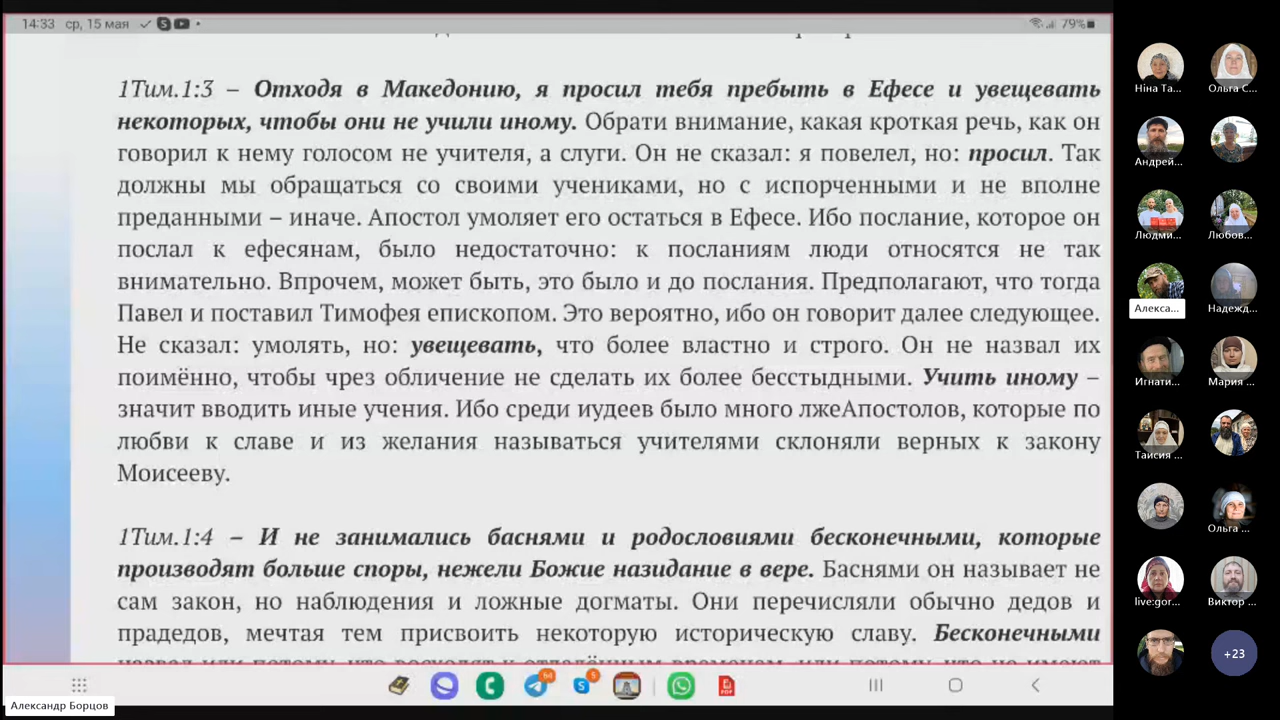 14:33 ср, 15 мая
79%
1Тим.1:3 – Отходя в Македонию, я просил тебя пребыть в Ефесе и увещевать
некоторых, чтобы они не учили иному. Обрати внимание, какая кроткая речь, как он
говорил к нему голосом не учителя, а слуги. Он не сказал: я повелел, но: просил. Так
должны мы обращаться со своими учениками, но с испорченными и не вполне
преданными – иначе. Апостол умоляет его остаться в Ефесе. Ибо послание, которое он
послал к ефесянам, было недостаточно: к посланиям люди относятся не так
внимательно. Впрочем, может быть, это было и до послания. Предполагают, что тогда
Павел и поставил Тимофея епископом. Это вероятно, ибо он говорит далее следующее.
Не сказал: умолять, но: увещевать, что более властно и строго. Он не назвал их
поимённо, чтобы чрез обличение не сделать их более бесстыдными. Учить иному –
значит вводить иные учения. Ибо среди иудеев было много лжеАпостолов, которые по
любви к славе и из желания называться учителями склоняли верных к закону
Моисееву.
1Тим.1:4 – И не занимались баснями и родословиями бесконечными, которые
производят больше споры, нежели Божие назидание в вере. Баснями он называет не
сам закон, но наблюдения и ложные догматы. Они перечисляли обычно дедов и
прадедов, мечтая тем присвоить некоторую историческую славу. Бесконечными
64
5
PDF
Александр Борцов
Ніна Та...
Ольга С...
Андрей...
Людми...
Любов...
Алекса...
Надежд...
Игнати...
Мария ...
Таисия ...
Ольга ...
live:gor...
Виктор ...
+23